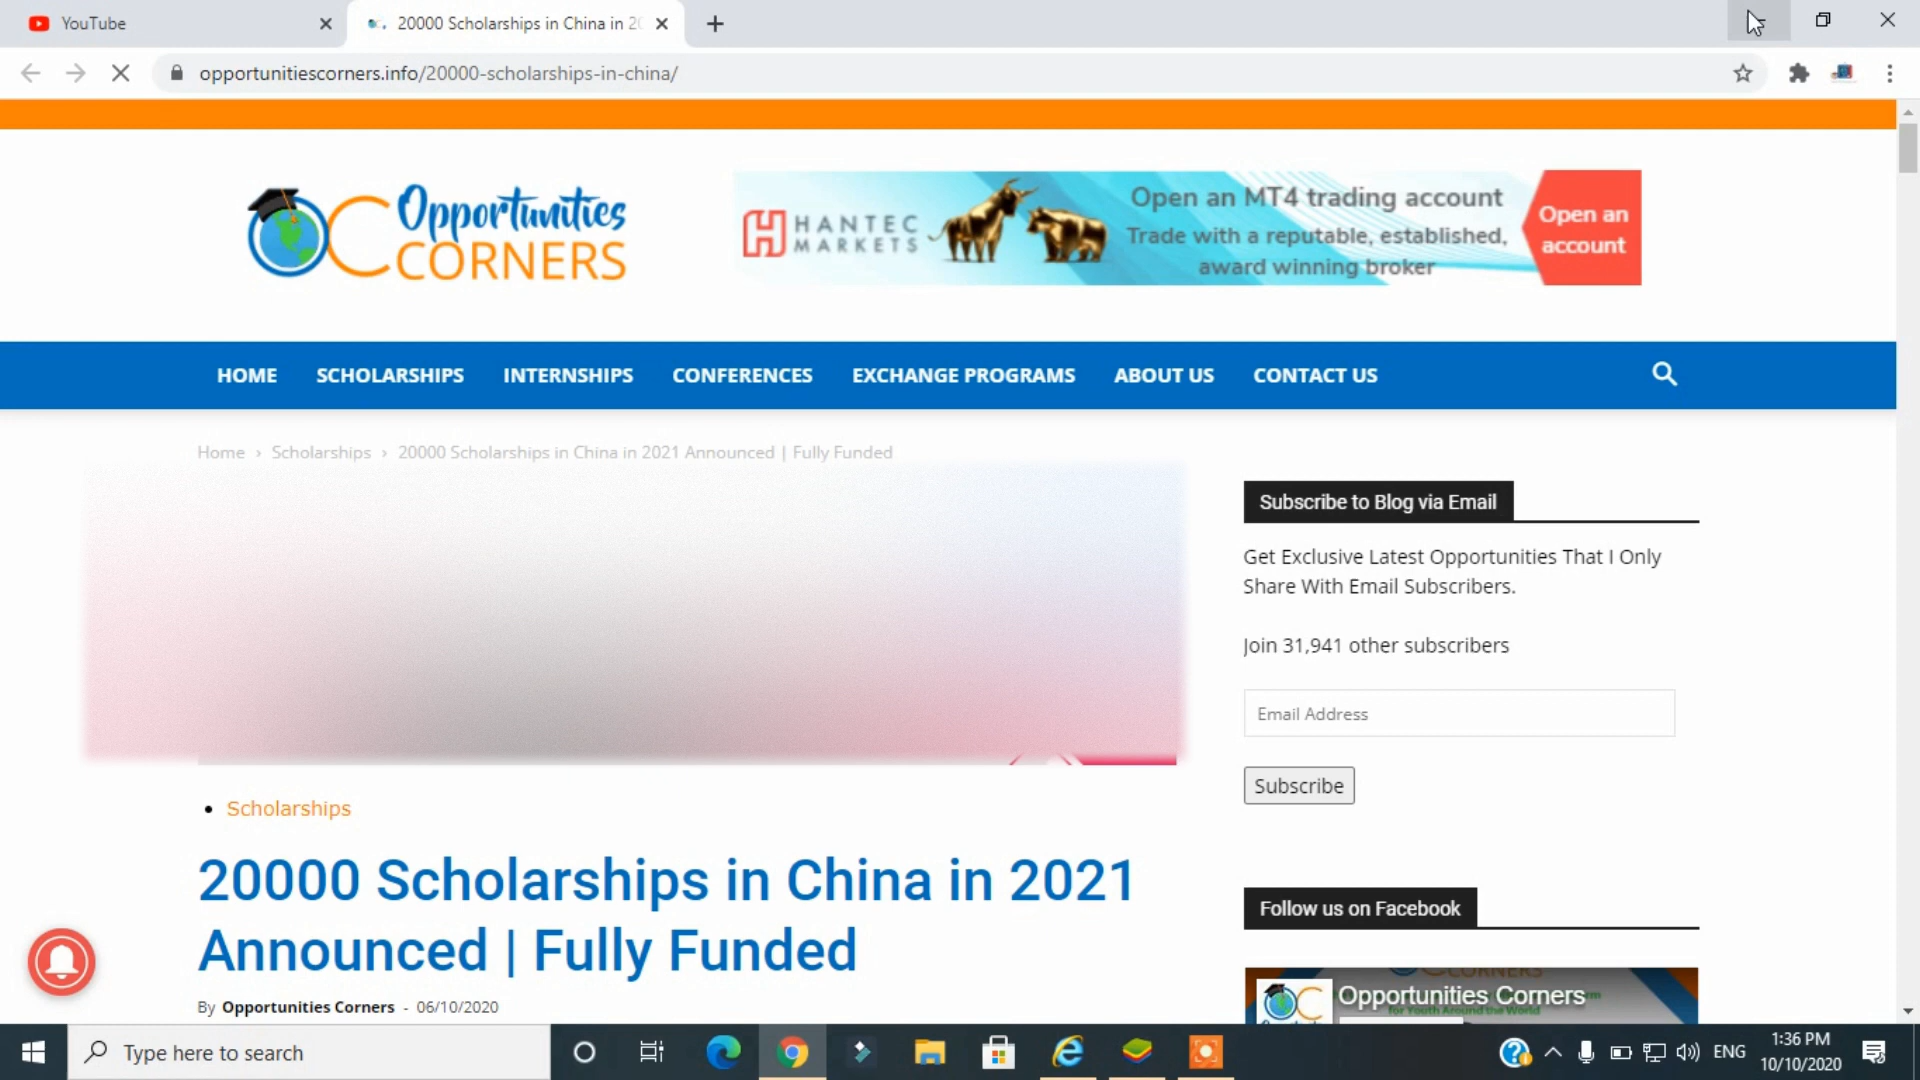 YouTube
20000 Scholarships in China in 20
opportunitiescorners.info/20000-scholarships-in-china/
Opportunities
CORNERS
HANTEC
MARKETS
Open an MT4 trading account
Trade with a reputable, established,
award winning broker
Open an
account
HOME SCHOLARSHIPS INTERNSHIPS CONFERENCES EXCHANGE PROGRAMS ABOUT US CONTACT US
Home › Scholarships › 20000 Scholarships in China in 2021 Announced | Fully Funded
Scholarships
20000 Scholarships in China in 2021
Announced | Fully Funded
By Opportunities Corners - 06/10/2020
Subscribe to Blog via Email
Get Exclusive Latest Opportunities That I Only
Share With Email Subscribers.
Join 31,941 other subscribers
Email Address
Subscribe
Follow us on Facebook
CORNERS
Opportunities Corners
for Youth Around the World
Type here to search
ENG
1:36 PM
10/10/2020